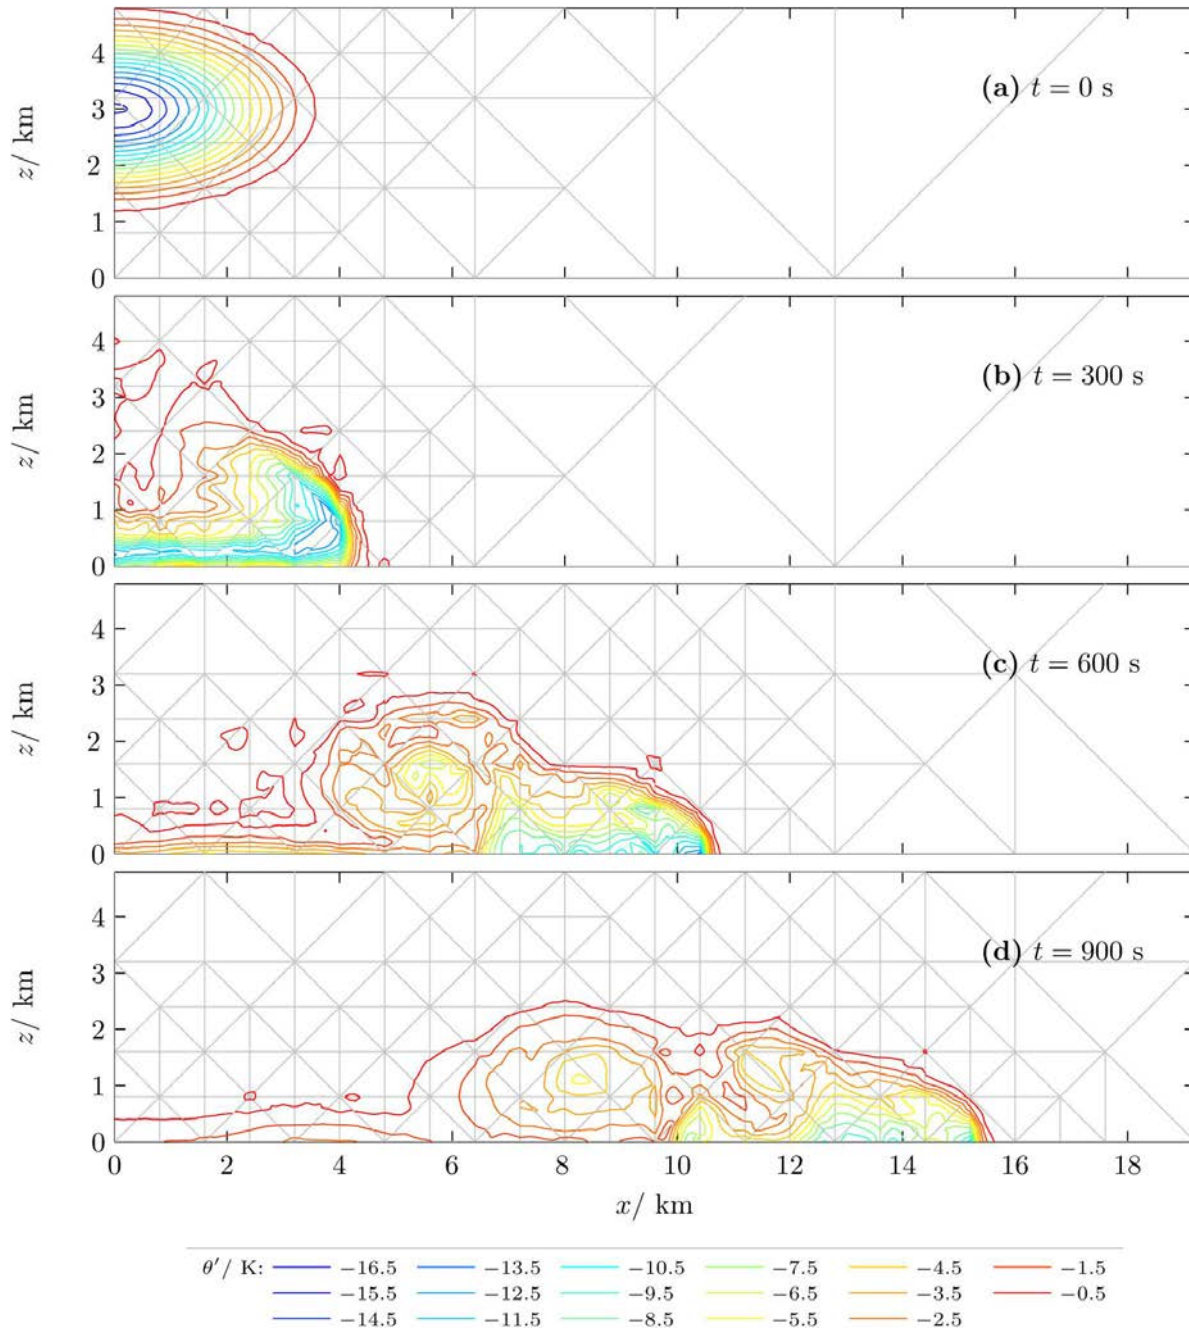 4
3
2
1
0
z/ km
(a) t = 0 s
4
3
2
1
0
z/ km
(b) t = 300 s
4
3
2
1
0
z/ km
(c) t = 600 s
4
3
2
1
0
z/ km
(d) t = 900 s
0 2 4 6 8 10 12 14 16 18
x/ km
θ′/ K: −16.5 −13.5 −10.5 −7.5 −4.5 −1.5
−15.5 −12.5 −9.5 −6.5 −3.5 −0.5
−14.5 −11.5 −8.5 −5.5 −2.5